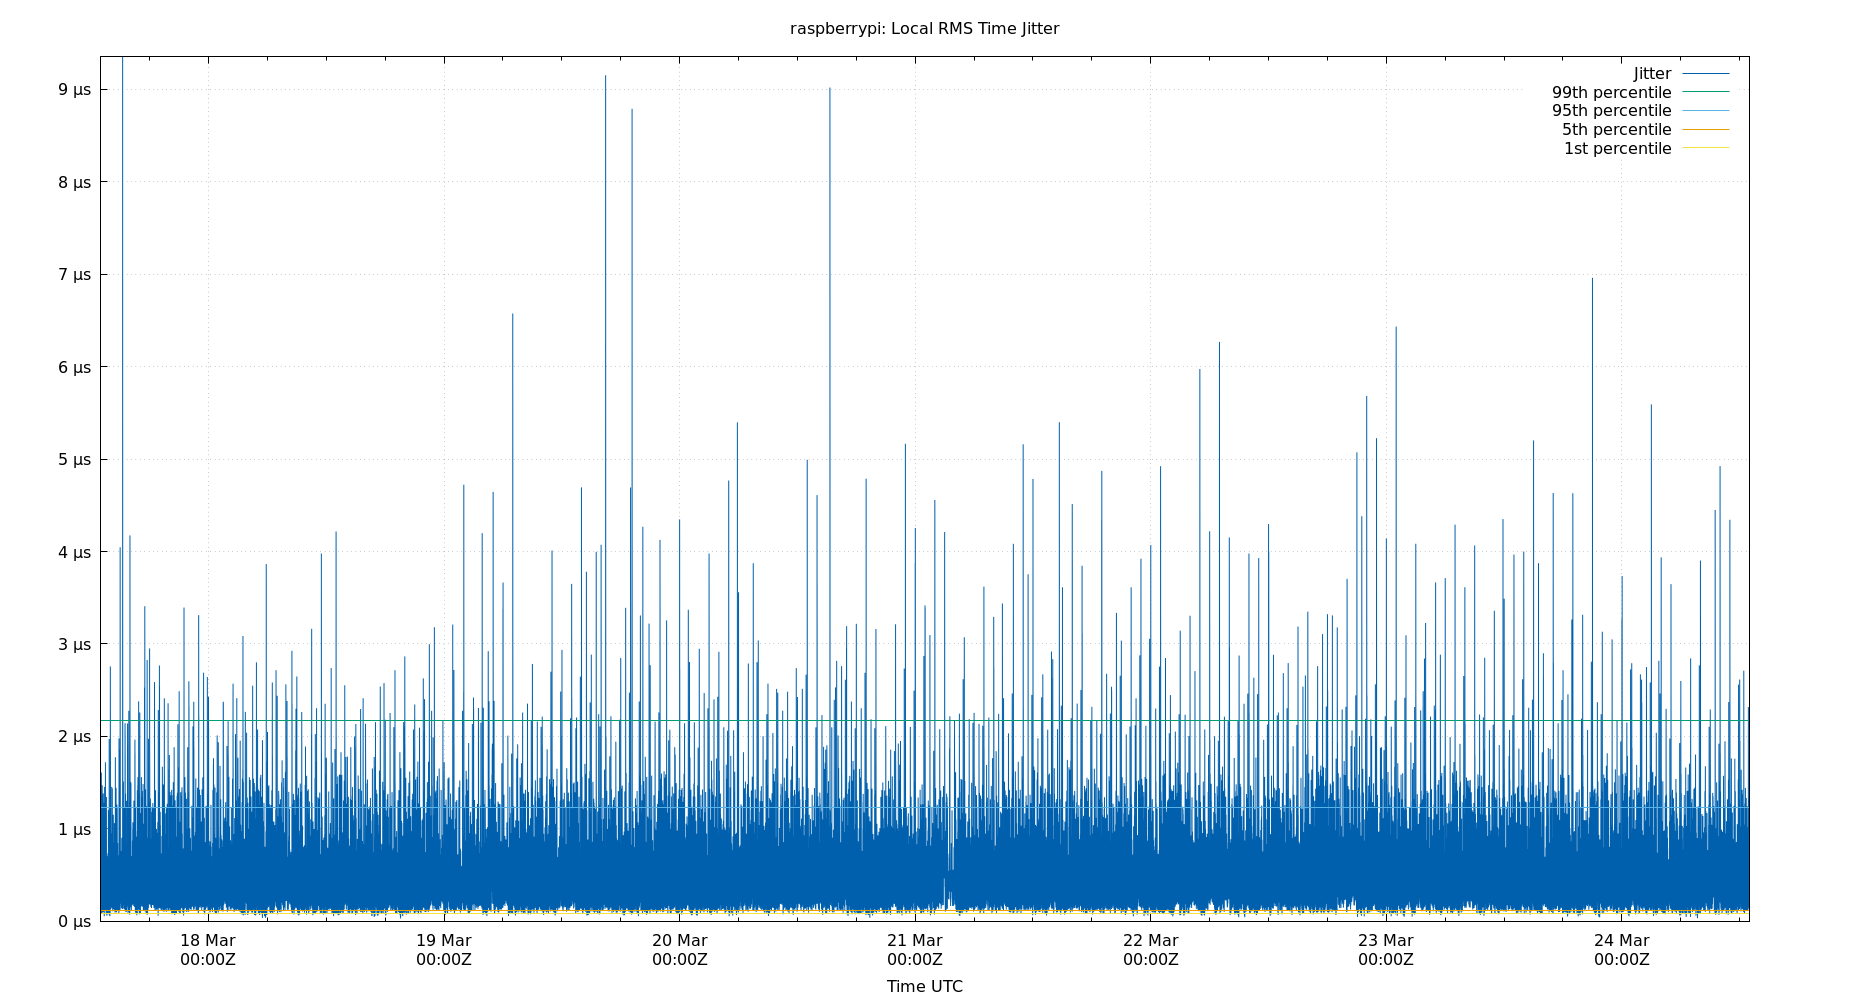 raspberrypi: Local RMS Time Jitter
Jitter
99th percentile
95th percentile
5th percentile
1st percentile
9 µs
8 µs
7 µs
6 µs
5 µs
4 µs
3 µs
2 µs
1 µs
0 µs
18 Mar 19 Mar 20 Mar 21 Mar 22 Mar 23 Mar 24 Mar
00:00Z 00:00Z 00:00Z 00:00Z 00:00Z 00:00Z 00:00Z
Time UTC